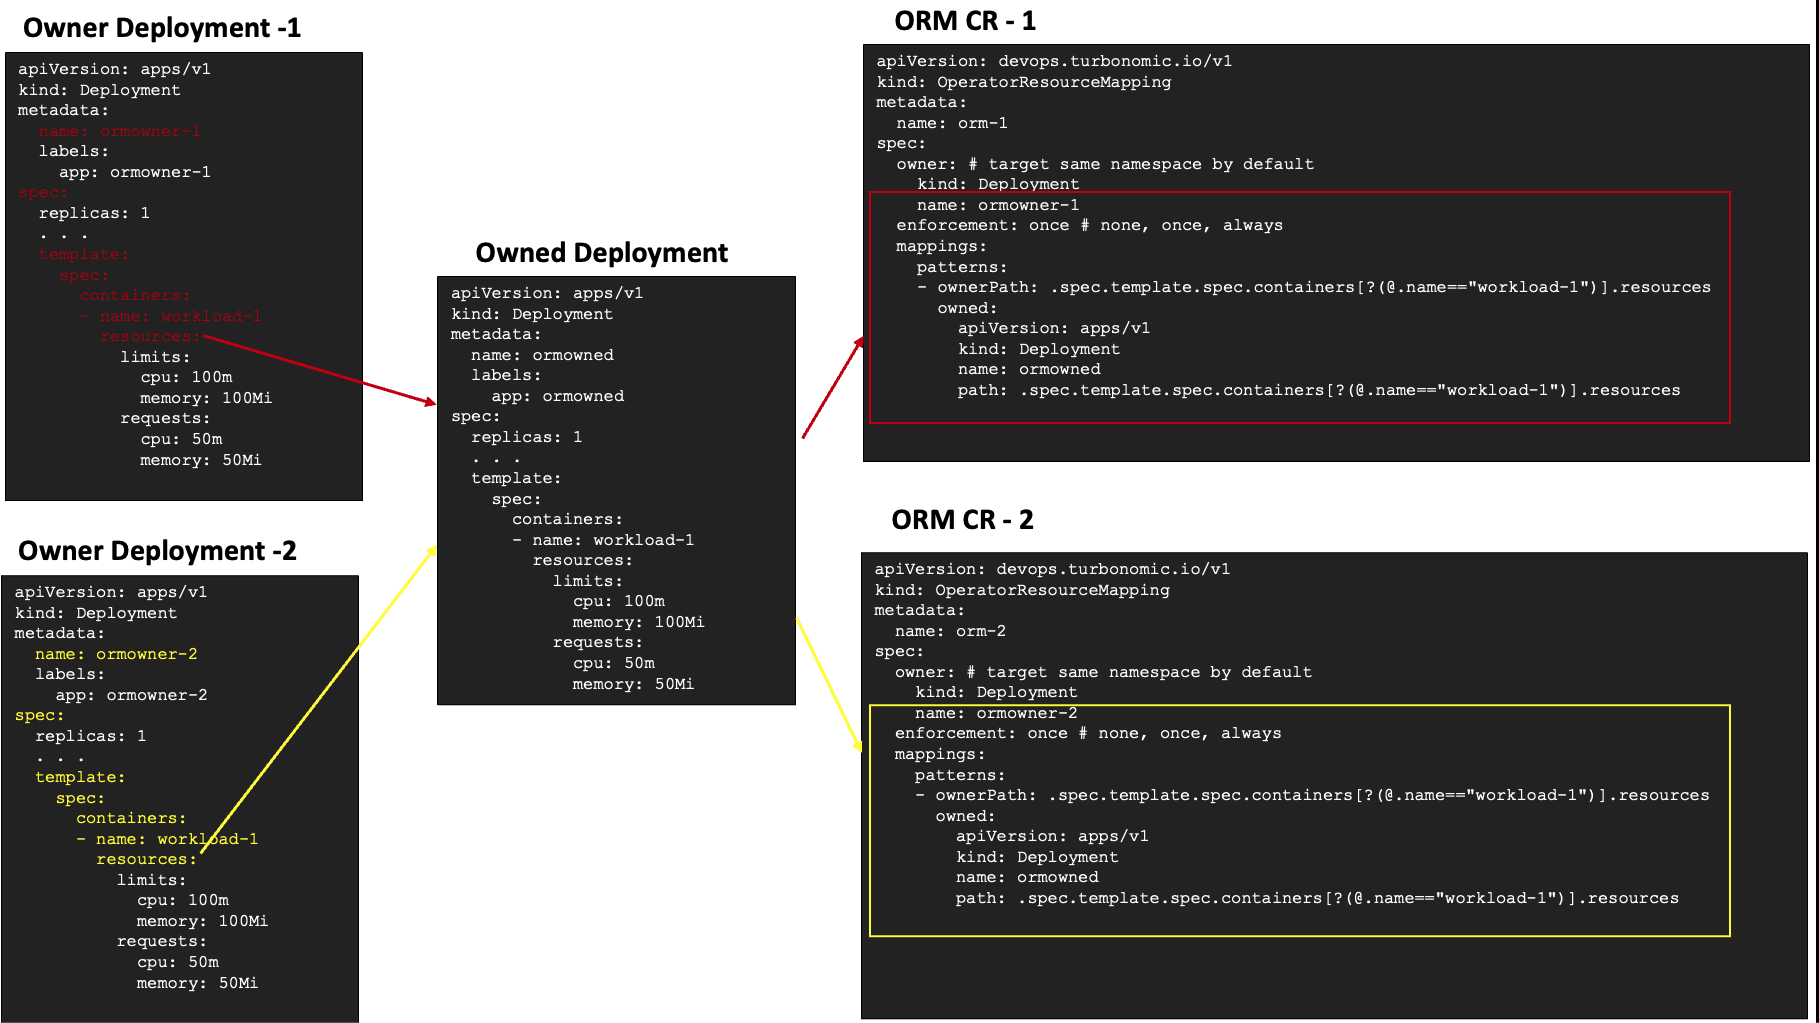 Owner Deployment -1
apiVersion: apps/v1
kind: Deployment
metadata:
  name: ormowner-1
  labels:
    app: ormowner-1
spec:
  replicas: 1
  . . .
  template:
    spec:
      containers:
      - name: workload-1
        resources:
          limits:
            cpu: 100m
            memory: 100Mi
          requests:
            cpu: 50m
            memory: 50Mi
Owner Deployment -2
apiVersion: apps/v1
kind: Deployment
metadata:
  name: ormowner-2
  labels:
    app: ormowner-2
spec:
  replicas: 1
  . . .
  template:
    spec:
      containers:
      - name: workload-1
        resources:
          limits:
            cpu: 100m
            memory: 100Mi
          requests:
            cpu: 50m
            memory: 50Mi
Owned Deployment
apiVersion: apps/v1
kind: Deployment
metadata:
  name: ormowned
  labels:
    app: ormowned
spec:
  replicas: 1
  . . .
  template:
    spec:
      containers:
      - name: workload-1
        resources:
          limits:
            cpu: 100m
            memory: 100Mi
          requests:
            cpu: 50m
            memory: 50Mi
ORM CR - 1
apiVersion: devops.turbonomic.io/v1
kind: OperatorResourceMapping
metadata:
  name: orm-1
spec:
  owner: # target same namespace by default
    kind: Deployment
    name: ormowner-1
  enforcement: once # none, once, always
  mappings:
    patterns:
    - ownerPath: .spec.template.spec.containers[?(@.name=="workload-1")].resources
      owned:
        apiVersion: apps/v1
        kind: Deployment
        name: ormowned
        path: .spec.template.spec.containers[?(@.name=="workload-1")].resources
ORM CR - 2
apiVersion: devops.turbonomic.io/v1
kind: OperatorResourceMapping
metadata:
  name: orm-2
spec:
  owner: # target same namespace by default
    kind: Deployment
    name: ormowner-2
  enforcement: once # none, once, always
  mappings:
    patterns:
    - ownerPath: .spec.template.spec.containers[?(@.name=="workload-1")].resources
      owned:
        apiVersion: apps/v1
        kind: Deployment
        name: ormowned
        path: .spec.template.spec.containers[?(@.name=="workload-1")].resources